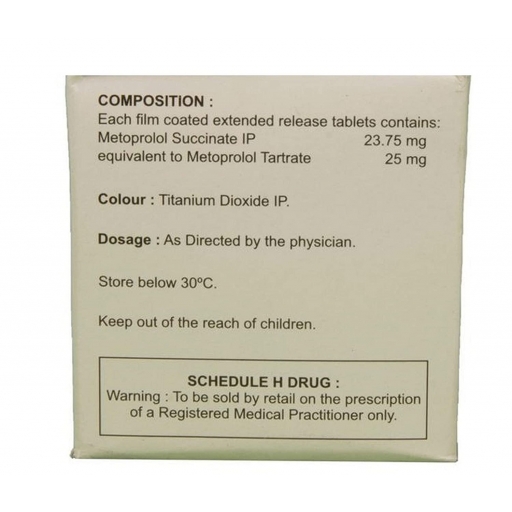 COMPOSITION :
Each film coated extended release tablets contains:
Metoprolol Succinate IP 23.75 mg
equivalent to Metoprolol Tartrate 25 mg
Colour : Titanium Dioxide IP.
Dosage : As Directed by the physician.
Store below 30ºC.
Keep out of the reach of children.
SCHEDULE H DRUG :
Warning : To be sold by retail on the prescription
of a Registered Medical Practitioner only.